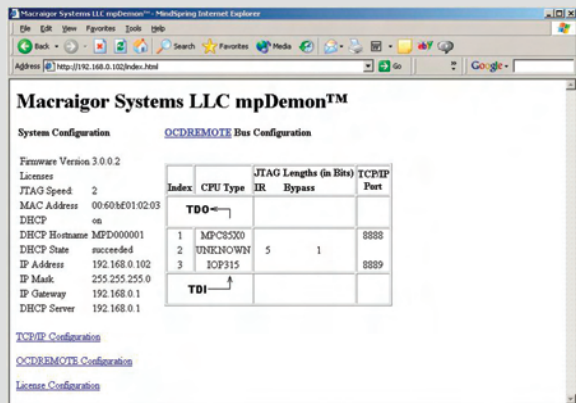 Macraigor Systems LLC mpDemon™ - MindSpring Internet Explorer
File Edit View Favorites Tools Help
Back Search Favorites Media
Address http://192.168.0.102/index.html Go Google
Macraigor Systems LLC mpDemon™
System Configuration OCDREMOTE Bus Configuration
Firmware Version 3.0.0.2
Licenses
JTAG Speed: 2
MAC Address 00:60:bf:01:02:03
DHCP on
DHCP Hostname MPD000001
DHCP State succeeded
IP Address 192.168.0.102
IP Mask 255.255.255.0
IP Gateway 192.168.0.1
DHCP Server 192.168.0.1
JTAG Lengths (in Bits) TCP/IP
Index CPU Type IR Bypass Port
TDO
1 MPC85X0 8888
2 UNKNOWN 5 1
3 IOP315 8889
TDI
TCP/IP Configuration
OCDREMOTE Configuration
License Configuration